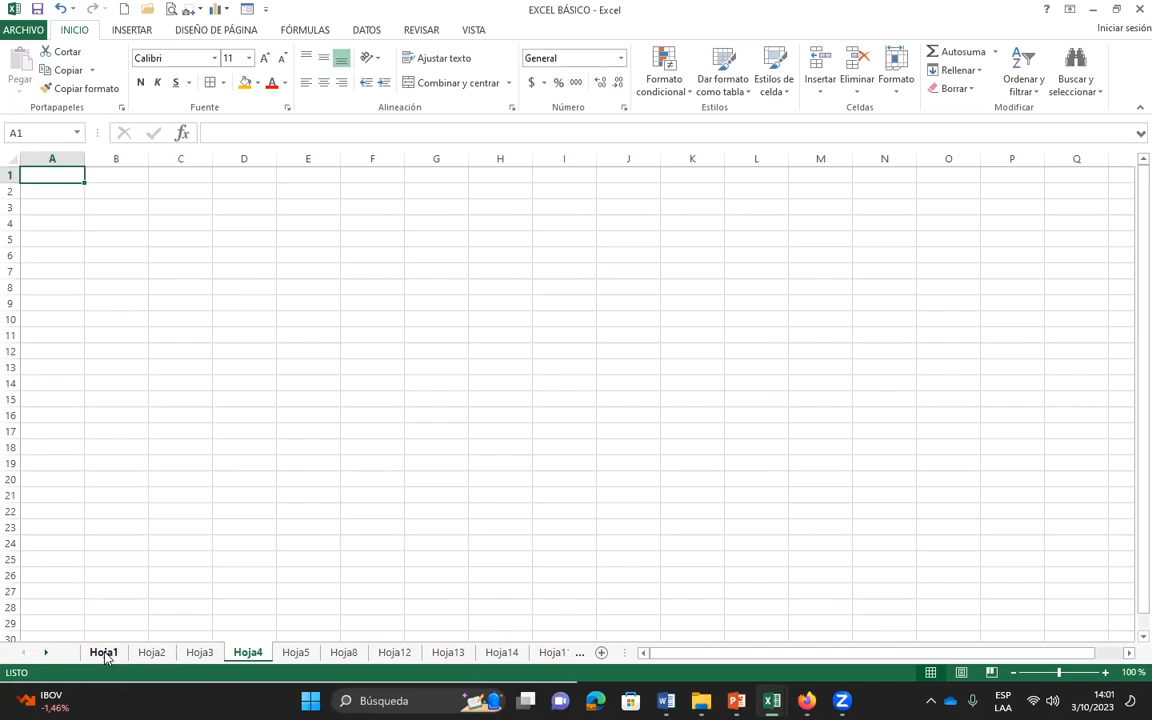 EXCEL BÁSICO - Excel
?
ARCHIVO INICIO INSERTAR DISEÑO DE PÁGINA FÓRMULAS DATOS REVISAR VISTA Iniciar sesión
Pegar
Cortar
Copiar
Copiar formato
Portapapeles
Calibri 11
N K S
Fuente
Ajustar texto
Combinar y centrar
Alineación
General
$ % 000
Número
Formato condicional
Dar formato como tabla
Estilos de celda
Estilos
Insertar Eliminar Formato
Celdas
Autosuma
Rellenar
Borrar
Ordenar y filtrar
Buscar y seleccionar
Modificar
A1 fx
A B C D E F G H I J K L M N O P Q
1
2
3
4
5
6
7
8
9
10
11
12
13
14
15
16
17
18
19
20
21
22
23
24
25
26
27
28
29
30
Hoja1 Hoja2 Hoja3 Hoja4 Hoja5 Hoja8 Hoja12 Hoja13 Hoja14 ...
LISTO 100 %
IBOV
-1,46%
Búsqueda
ESP
LAA
14:01
3/10/2023